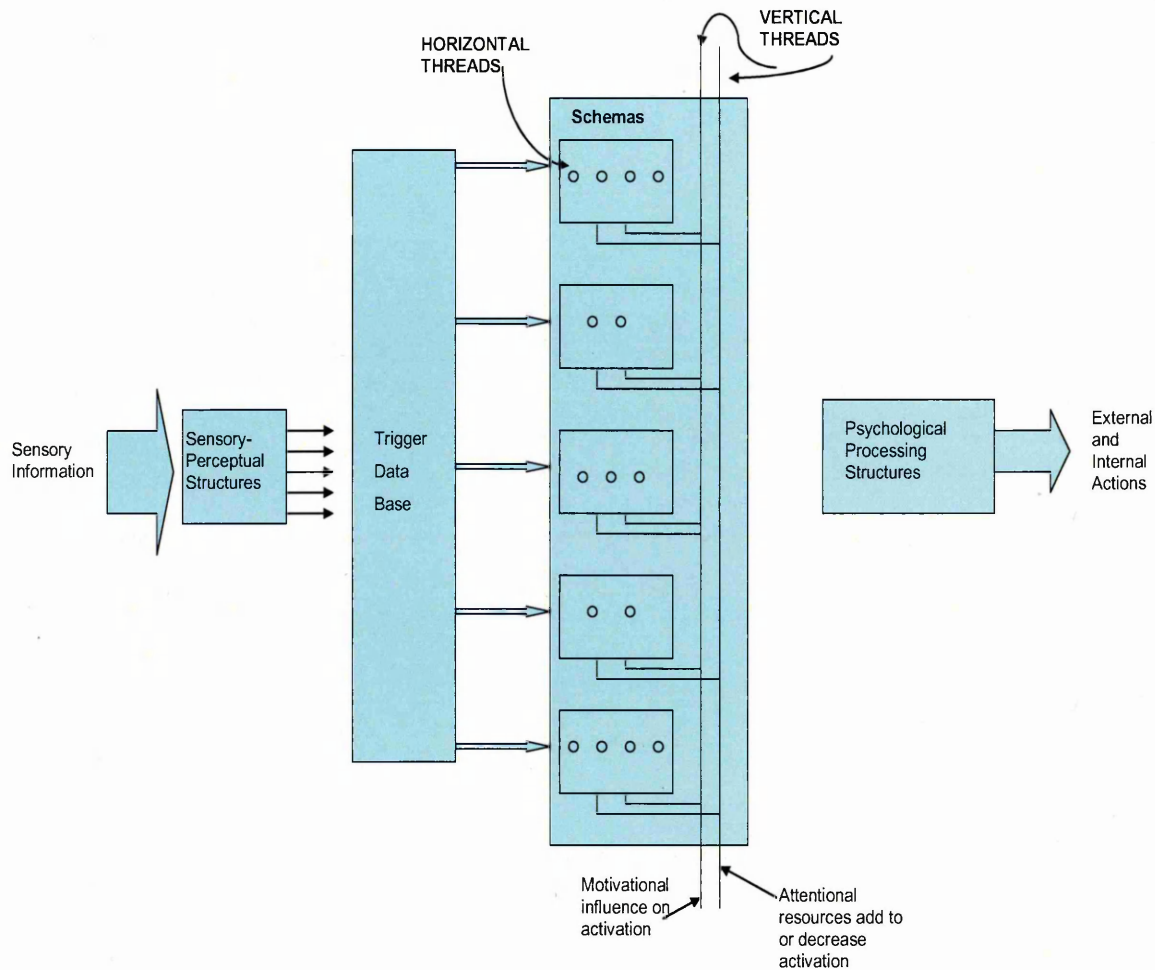 VERTICAL
THREADS
HORIZONTAL
THREADS
Schemas
Sensory
Information
Sensory-
Perceptual
Structures
Trigger
Data
Base
Psychological
Processing
Structures
External
and
Internal
Actions
Motivational
influence on
activation
Attentional
resources add to
or decrease
activation